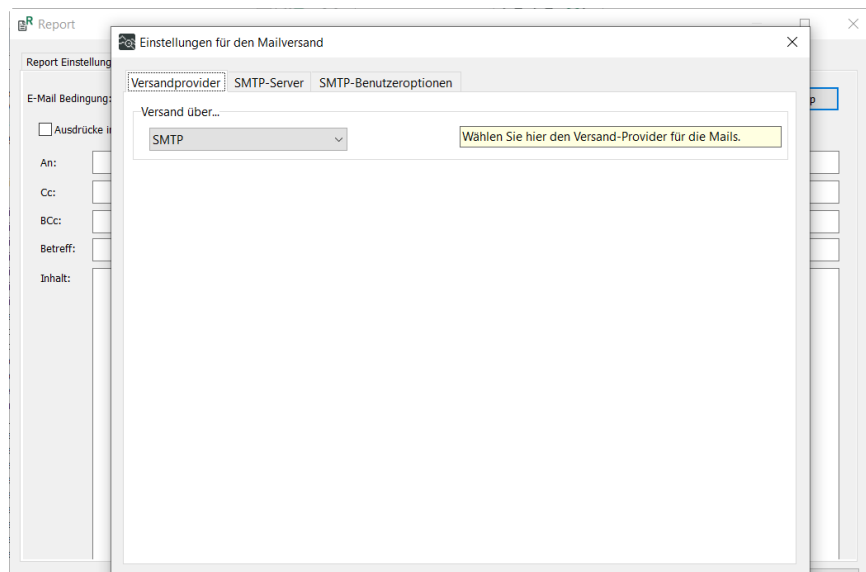 Report
Einstellungen für den Mailversand
Report Einstellung
Versandprovider SMTP-Server SMTP-Benutzeroptionen
E-Mail Bedingung:
Versand über...
SMTP
Wählen Sie hier den Versand-Provider für die Mails.
Ausdrücke i
An:
Cc:
BCc:
Betreff:
Inhalt: